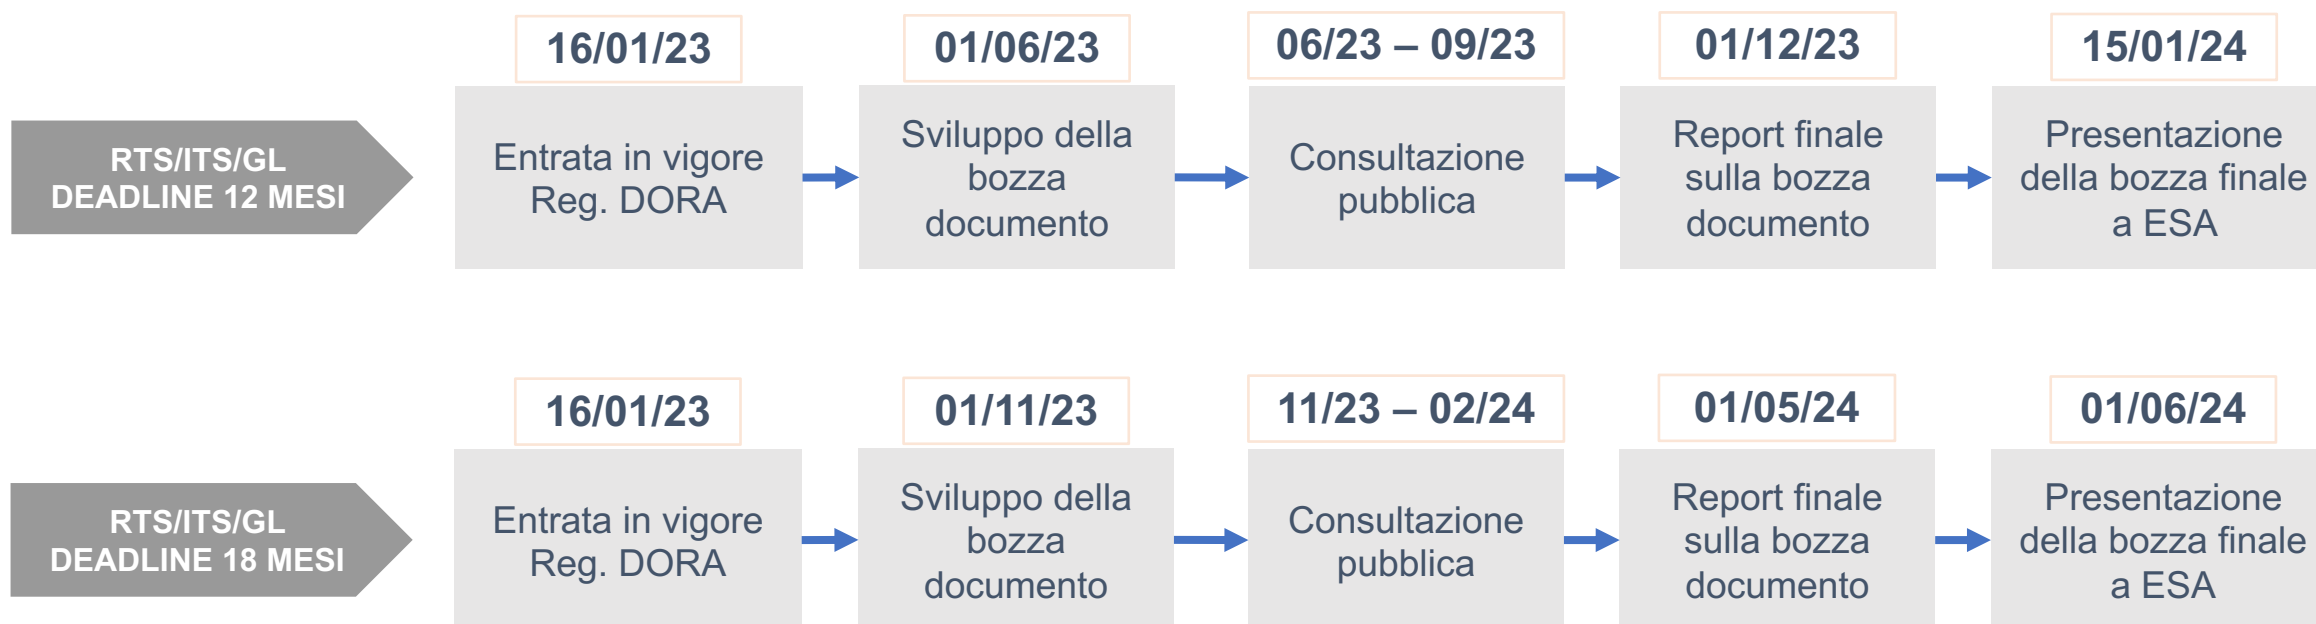 16/01/23
01/06/23
06/23 – 09/23
01/12/23
15/01/24
RTS/ITS/GL
DEADLINE 12 MESI
Entrata in vigore
Reg. DORA
Sviluppo della
bozza
documento
Consultazione
pubblica
Report finale
sulla bozza
documento
Presentazione
della bozza finale
a ESA
16/01/23
01/11/23
11/23 – 02/24
01/05/24
01/06/24
RTS/ITS/GL
DEADLINE 18 MESI
Entrata in vigore
Reg. DORA
Sviluppo della
bozza
documento
Consultazione
pubblica
Report finale
sulla bozza
documento
Presentazione
della bozza finale
a ESA